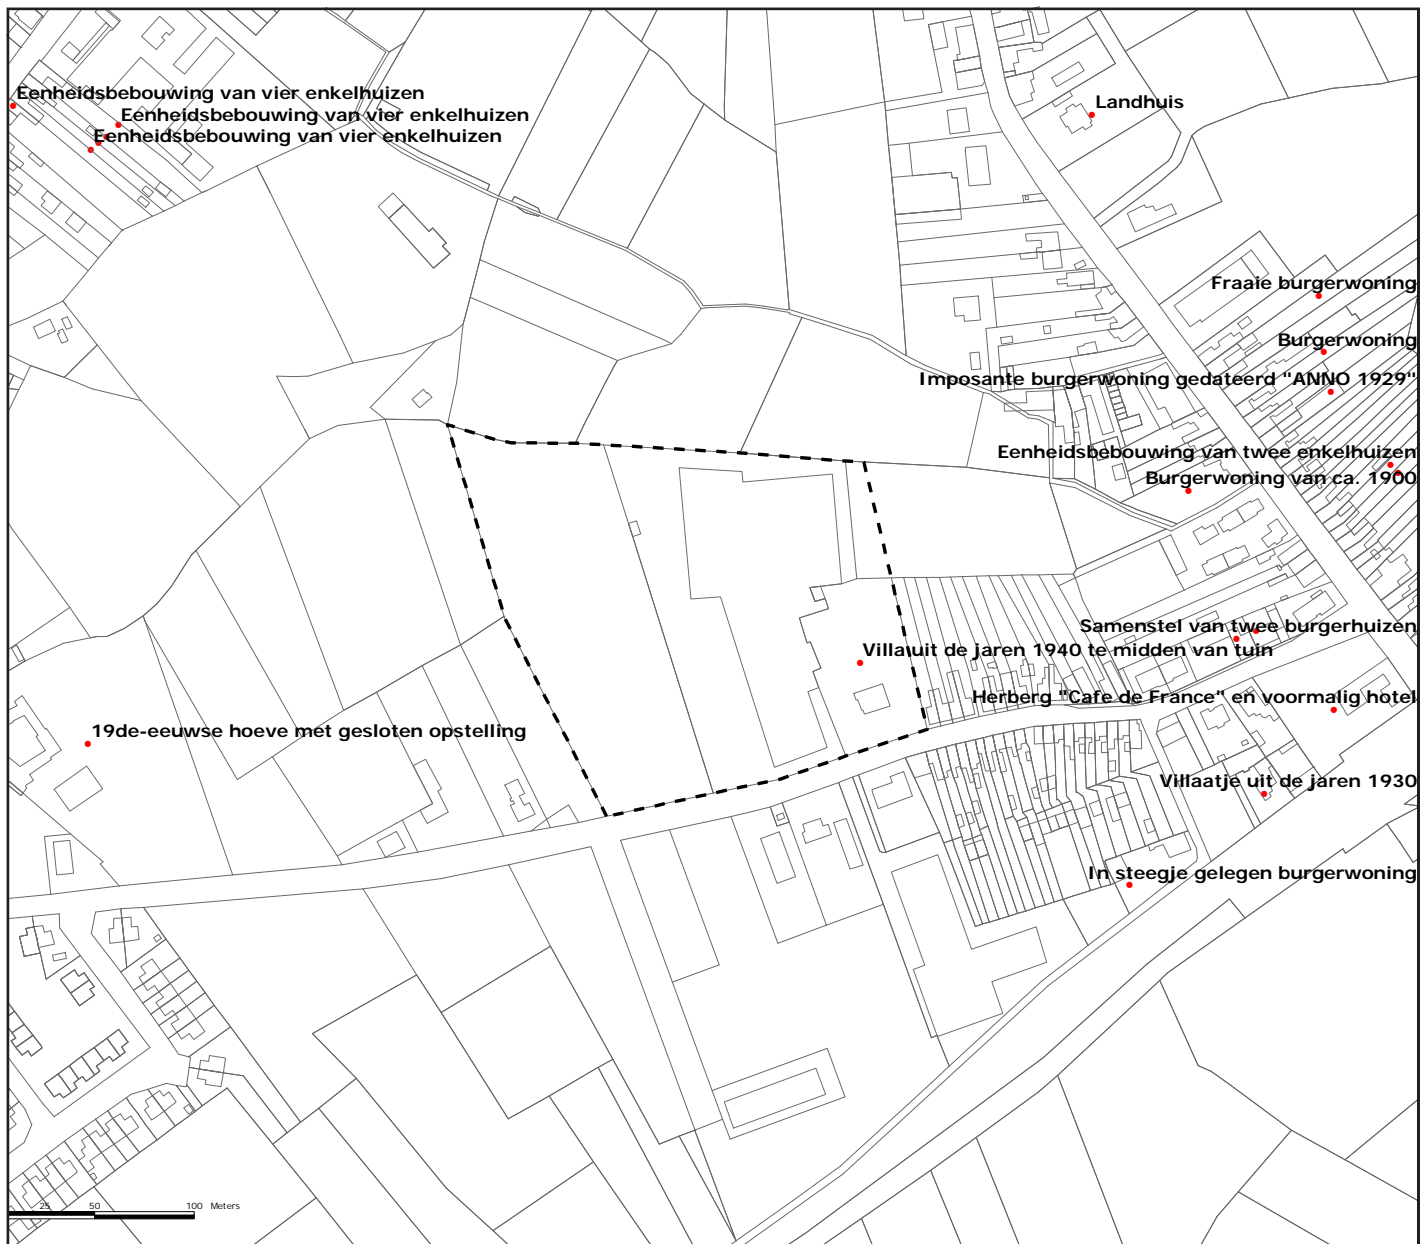 Eenheidsbebouwing van vier enkelhuizen
Landhuis
Eenheidsbebouwing van vier enkelhuizen
Eenheidsbebouwing van vier enkelhuizen
Fraaie burgerwoning
Burgerwoning
Imposante burgerwoning gedateerd "ANNO 1929"
Eenheidsbebouwing van twee enkelhuizen
Burgerwoning van ca. 1900
Samenstel van twee burgerhuizen
Villa uit de jaren 1940 te midden van tuin
Herberg "Cafe de France" en voormalig hotel
19de-eeuwse hoeve met gesloten opstelling
Villaatje uit de jaren 1930
In steegje gelegen burgerwoning
25 50 100 Meters